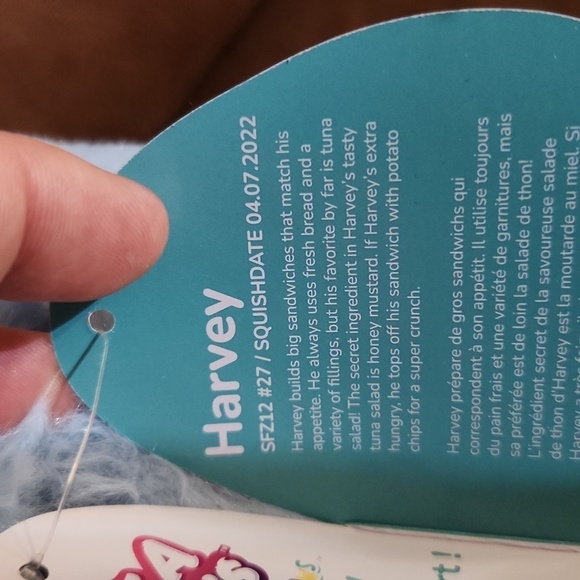 Harvey
SFZ12 #27 / SQUISHDATE 04.07.2022
Harvey builds big sandwiches that match his
appetite. He always uses fresh bread and a
variety of fillings, but his favorite by far is tuna
salad! The secret ingredient in Harvey's tasty
tuna salad is honey mustard. If Harvey's extra
hungry, he tops off his sandwich with potato
chips for a super crunch.
Harvey prépare de gros sandwichs qui
correspondent à son appétit. Il utilise toujours
du pain frais et une variété de garnitures, mais
sa préférée est de loin la salade de thon!
L'ingrédient secret de la savoureuse salade
de thon d'Harvey est la moutarde au miel. Si
Harvey